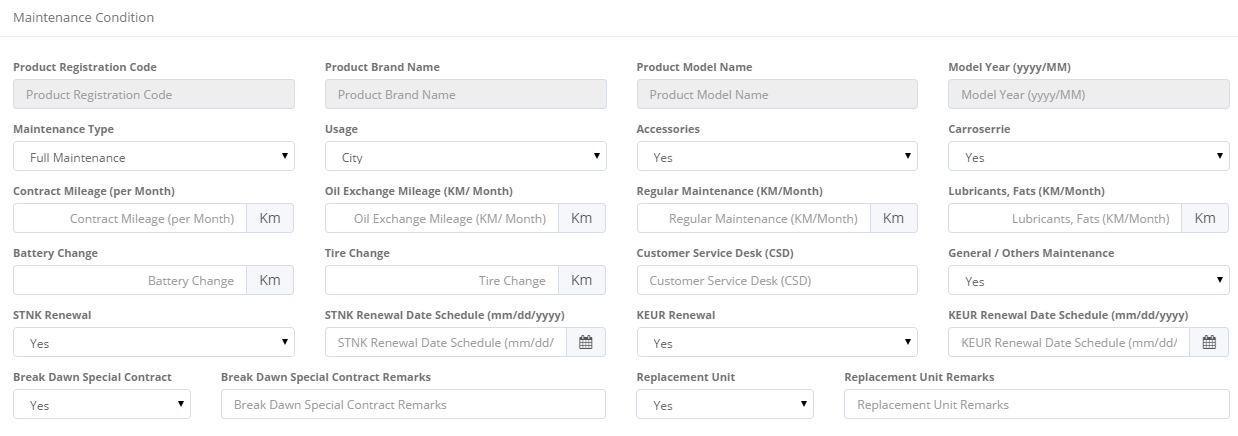 Maintenance Condition
Product Registration Code Product Brand Name Product Model Name Model Year (yyyy/MM)
Product Registration Code Product Brand Name Product Model Name Model Year (yyyy/MM)
Maintenance Type Usage Accessories Carroserrie
Full Maintenance City Yes Yes
Contract Mileage (per Month) Oil Exchange Mileage (KM/ Month) Regular Maintenance (KM/Month) Lubricants, Fats (KM/Month)
Contract Mileage (per Month) Km Oil Exchange Mileage (KM/ Month) Km Regular Maintenance (KM/Month) Km Lubricants, Fats (KM/Month) Km
Battery Change Tire Change Customer Service Desk (CSD) General / Others Maintenance
Battery Change Km Tire Change Km Customer Service Desk (CSD) Yes
STNK Renewal STNK Renewal Date Schedule (mm/dd/yyyy) KEUR Renewal KEUR Renewal Date Schedule (mm/dd/yyyy)
Yes STNK Renewal Date Schedule (mm/dd/ Yes KEUR Renewal Date Schedule (mm/dd/
Break Dawn Special Contract Break Dawn Special Contract Remarks Replacement Unit Replacement Unit Remarks
Yes Break Dawn Special Contract Remarks Yes Replacement Unit Remarks